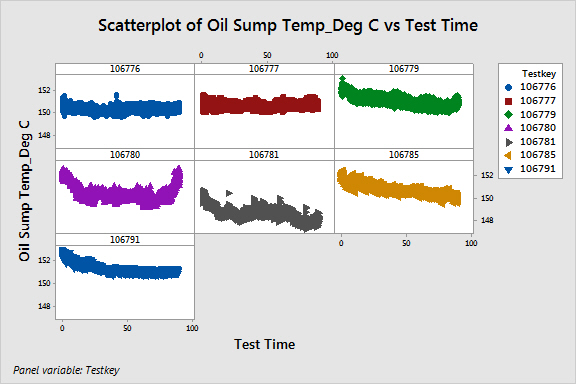 Scatterplot of Oil Sump Temp_Deg C vs Test Time
0 50 100
106776 106777 106779
152
150
148
106780 106781 106785
152
150
148
106791
0 50 100
152
150
148
0 50 100
Oil Sump Temp_Deg C
Test Time
Testkey
106776
106777
106779
106780
106781
106785
106791
Panel variable: Testkey